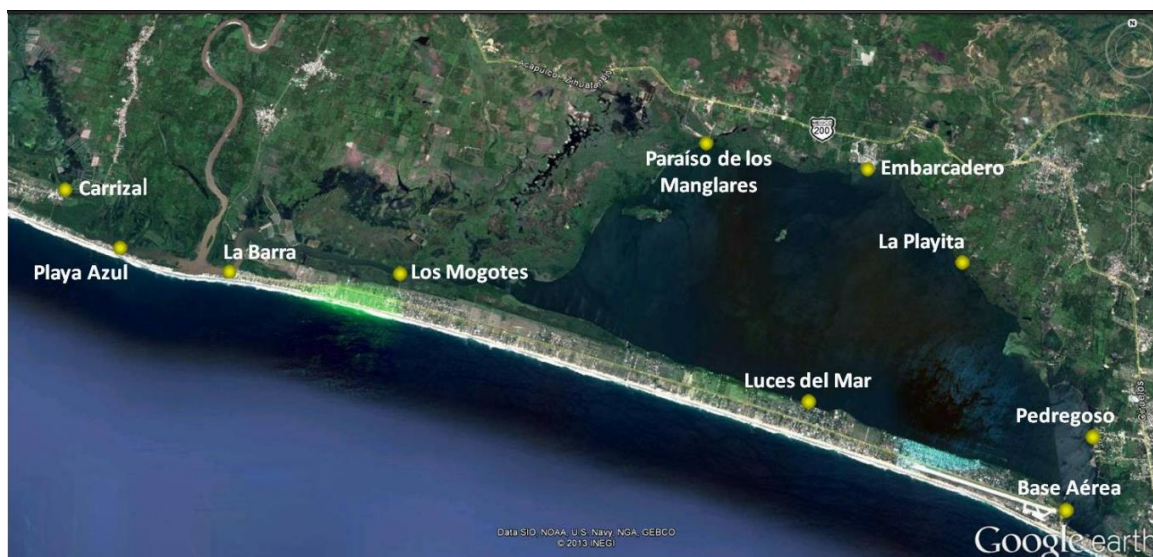 N
Acapulco - Zihuatanejo
MEXICO
200
Paraíso de los
Manglares
Embarcadero
Carrizal
La Playita
La Barra
Los Mogotes
Playa Azul
Luces del Mar
Pedregoso
Base Aérea
Data SIO, NOAA, U.S. Navy, NGA, GEBCO
© 2013 INEGI
Google earth